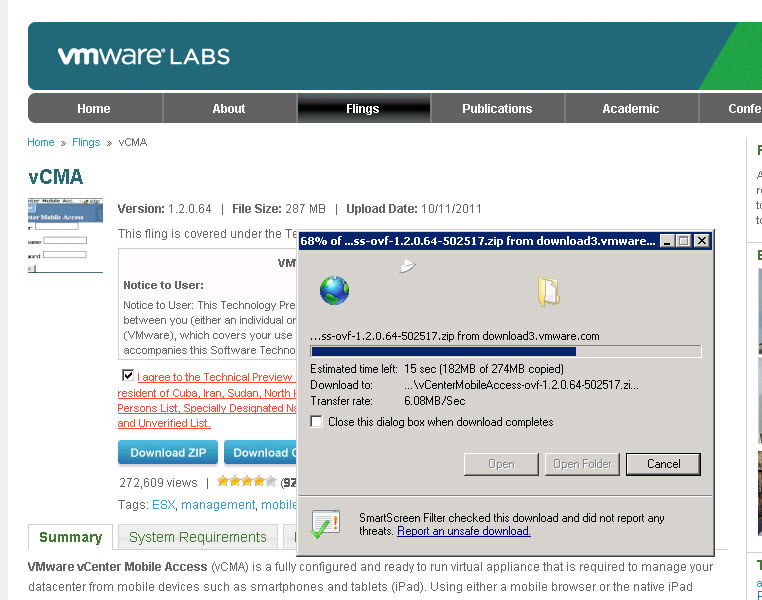 vmware® LABS
Home About Flings Publications Academic Confe
Home » Flings » vCMA
vCMA
Mobile Access
Version: 1.2.0.64 | File Size: 287 MB | Upload Date: 10/11/2011
This fling is covered under the Te
68% of ...ss-ovf-1.2.0.64-502517.zip from download3.vmware...
VM
Notice to User:
Notice to User: This Technology Pre
between you (either an individual or
(VMware), which covers your use
accompanies this Software Techno
...ss-ovf-1.2.0.64-502517.zip from download3.vmware.com
Estimated time left: 15 sec (182MB of 274MB copied)
Download to: ...\vCenterMobileAccess-ovf-1.2.0.64-502517.zi...
Transfer rate: 6.08MB/Sec
Close this dialog box when download completes
I agree to the Technical Preview
resident of Cuba, Iran, Sudan, North K
Persons List, Specially Designated Na
and Unverified List.
Download ZIP Download O
Open Open Folder Cancel
272,609 views | (92
Tags: ESX, management, mobile
SmartScreen Filter checked this download and did not report any
threats. Report an unsafe download.
Summary System Requirements
VMware vCenter Mobile Access (vCMA) is a fully configured and ready to run virtual appliance that is required to manage your
datacenter from mobile devices such as smartphones and tablets (iPad). Using either a mobile browser or the native iPad